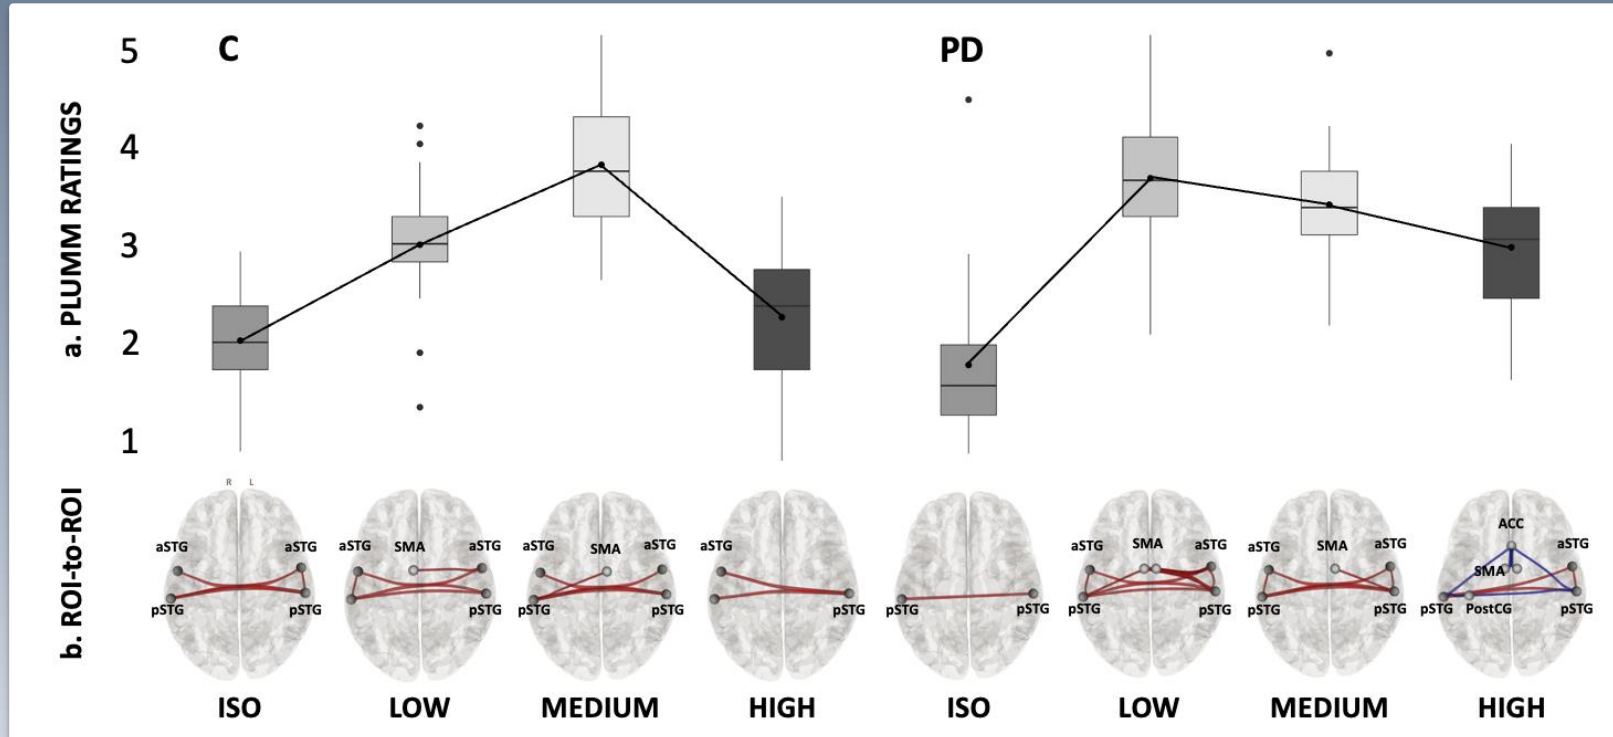 C
PD
a. PLUMM RATINGS
5
4
3
2
1
b. ROI-to-ROI
R L
aSTG aSTG
pSTG pSTG
aSTG SMA aSTG
pSTG
aSTG SMA aSTG
pSTG pSTG
aSTG
pSTG
pSTG pSTG
aSTG SMA aSTG
pSTG pSTG
aSTG SMA aSTG
pSTG pSTG
ACC
aSTG
SMA
pSTG PostCG pSTG
ISO LOW MEDIUM HIGH ISO LOW MEDIUM HIGH